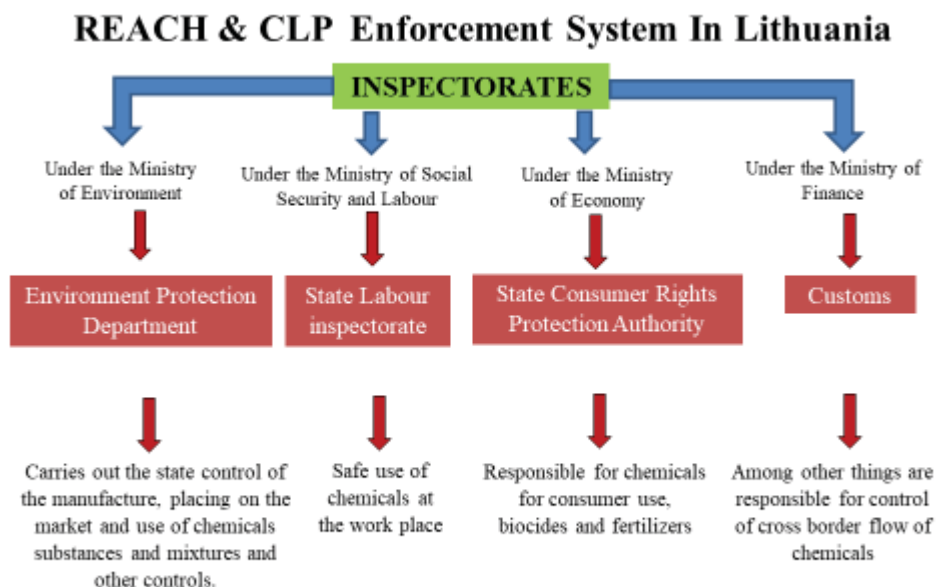 REACH & CLP Enforcement System In Lithuania
INSPECTORATES
Under the Ministry
of Environment
Under the Ministry of Social
Security and Labour
Under the Ministry
of Economy
Under the Ministry of
Finance
Environment Protection
Department
State Labour
inspectorate
State Consumer Rights
Protection Authority
Customs
Carries out the state control of
the manufacture, placing on the
market and use of chemicals
substances and mixtures and
other controls.
Safe use of
chemicals at
the work place
Responsible for chemicals
for consumer use,
biocides and fertilizers
Among other things are
responsible for control
of cross border flow of
chemicals